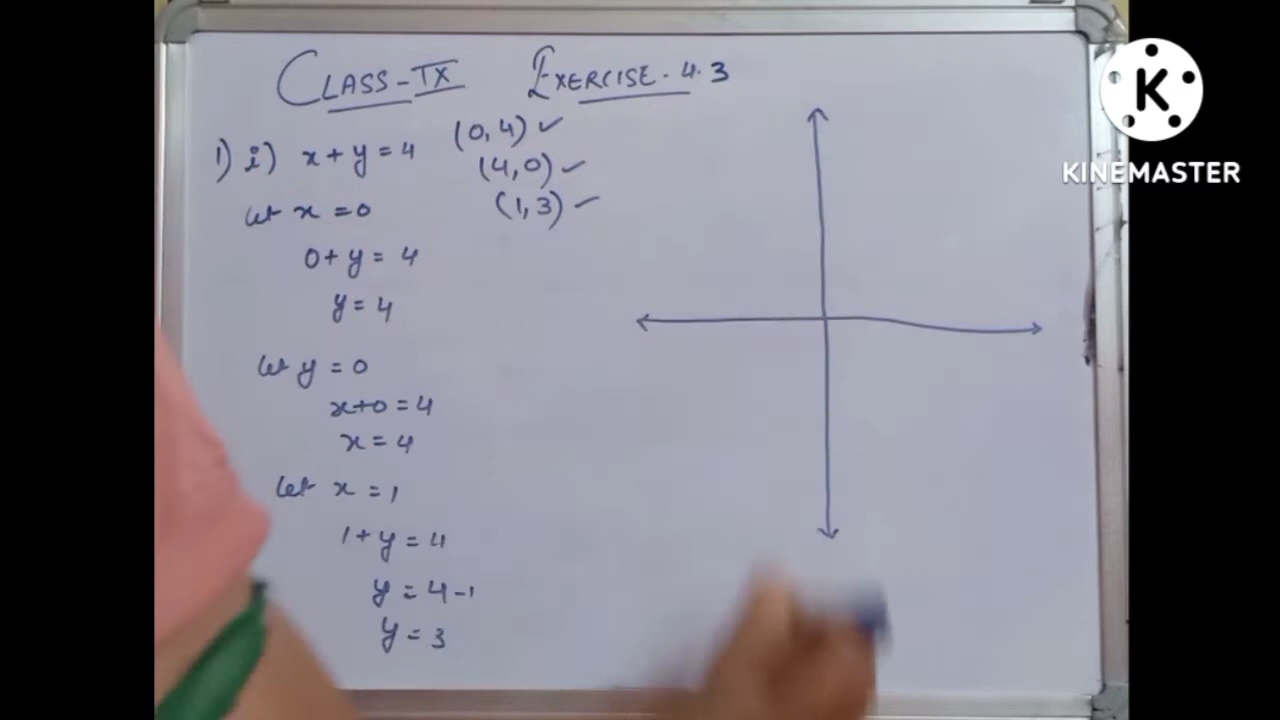 CLASS-IX EXERCISE-4.3
1) i) x+y=4 (0,4) ✓
(4,0) ✓
(1,3) ✓
let x=0
0+y=4
y=4
let y=0
x+0=4
x=4
let x=1
1+y=4
y=4-1
y=3
K
KINEMASTER